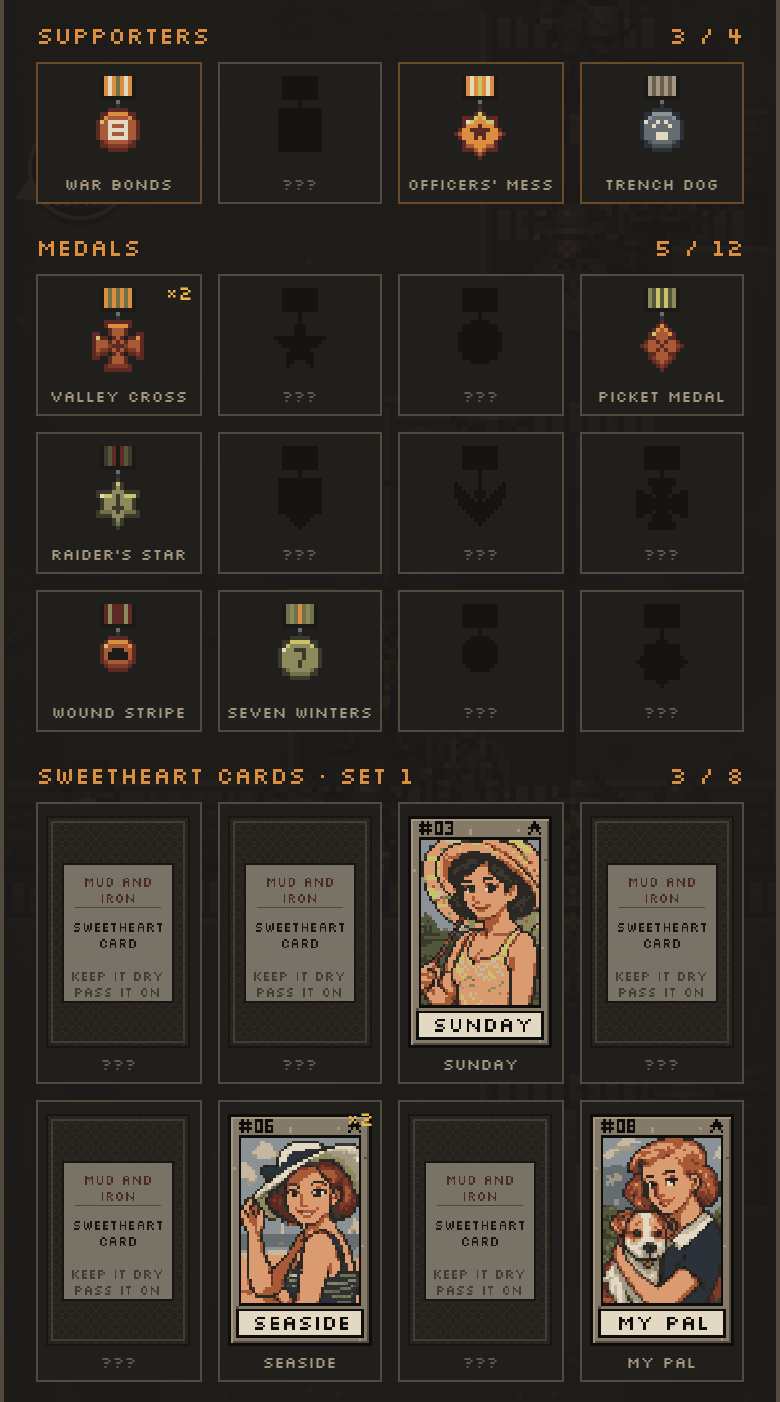 SUPPORTERS 3 / 4
WAR BONDS ??? OFFICERS' MESS TRENCH DOG
MEDALS 5 / 12
×2
VALLEY CROSS ??? ??? PICKET MEDAL
RAIDER'S STAR ??? ??? ???
7
WOUND STRIPE SEVEN WINTERS ??? ???
SWEETHEART CARDS · SET 1 3 / 8
MUD AND
IRON
SWEETHEART
CARD
KEEP IT DRY
PASS IT ON
???
MUD AND
IRON
SWEETHEART
CARD
KEEP IT DRY
PASS IT ON
???
#03
SUNDAY
SUNDAY
MUD AND
IRON
SWEETHEART
CARD
KEEP IT DRY
PASS IT ON
???
MUD AND
IRON
SWEETHEART
CARD
KEEP IT DRY
PASS IT ON
???
#06 ×2
SEASIDE
SEASIDE
MUD AND
IRON
SWEETHEART
CARD
KEEP IT DRY
PASS IT ON
???
#08
MY PAL
MY PAL